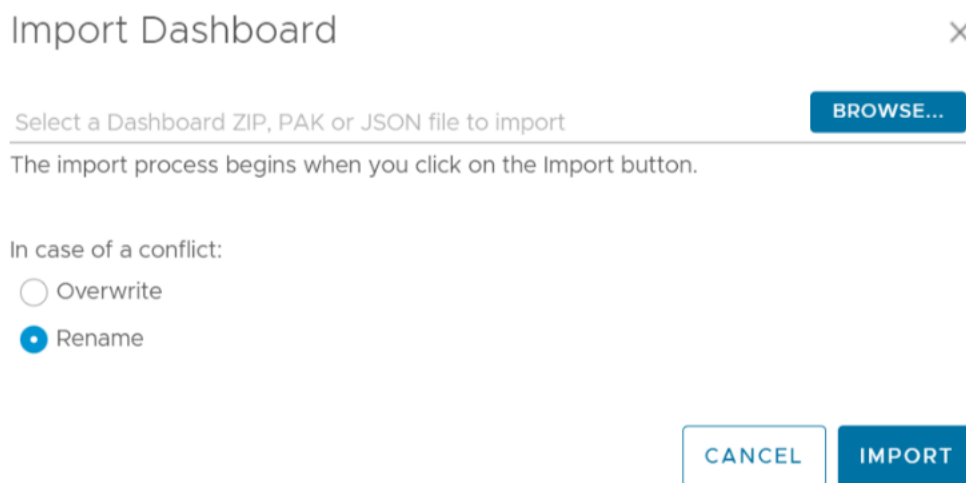 Import Dashboard
Select a Dashboard ZIP, PAK or JSON file to import
BROWSE...
The import process begins when you click on the Import button.
In case of a conflict:
Overwrite
Rename
CANCEL
IMPORT